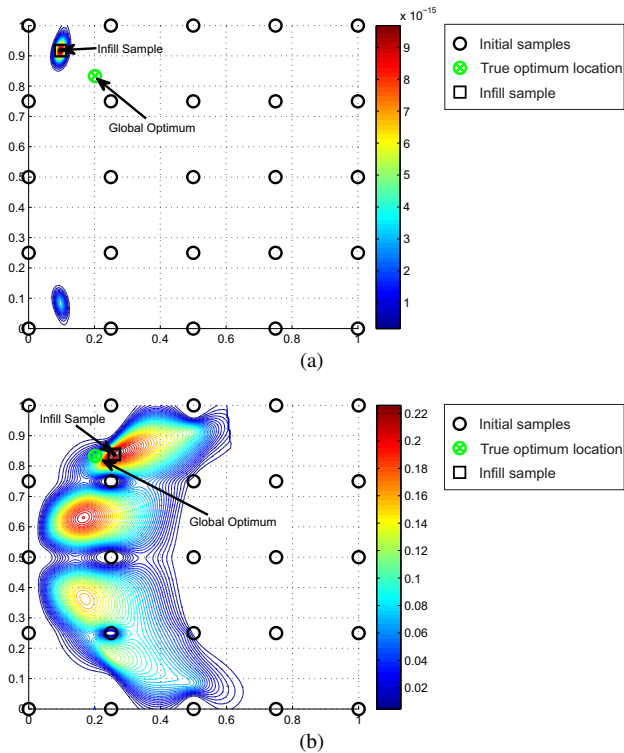 x 10⁻¹⁵
1
0.9
0.8
0.7
0.6
0.5
0.4
0.3
0.2
0.1
0
0 0.2 0.4 0.6 0.8 1
Infill Sample
Global Optimum
9
8
7
6
5
4
3
2
1
Initial samples
True optimum location
Infill sample
(a)
1
0.9
0.8
0.7
0.6
0.5
0.4
0.3
0.2
0.1
0
0 0.2 0.4 0.6 0.8 1
Infill Sample
Global Optimum
0.22
0.2
0.18
0.16
0.14
0.12
0.1
0.08
0.06
0.04
0.02
Initial samples
True optimum location
Infill sample
(b)